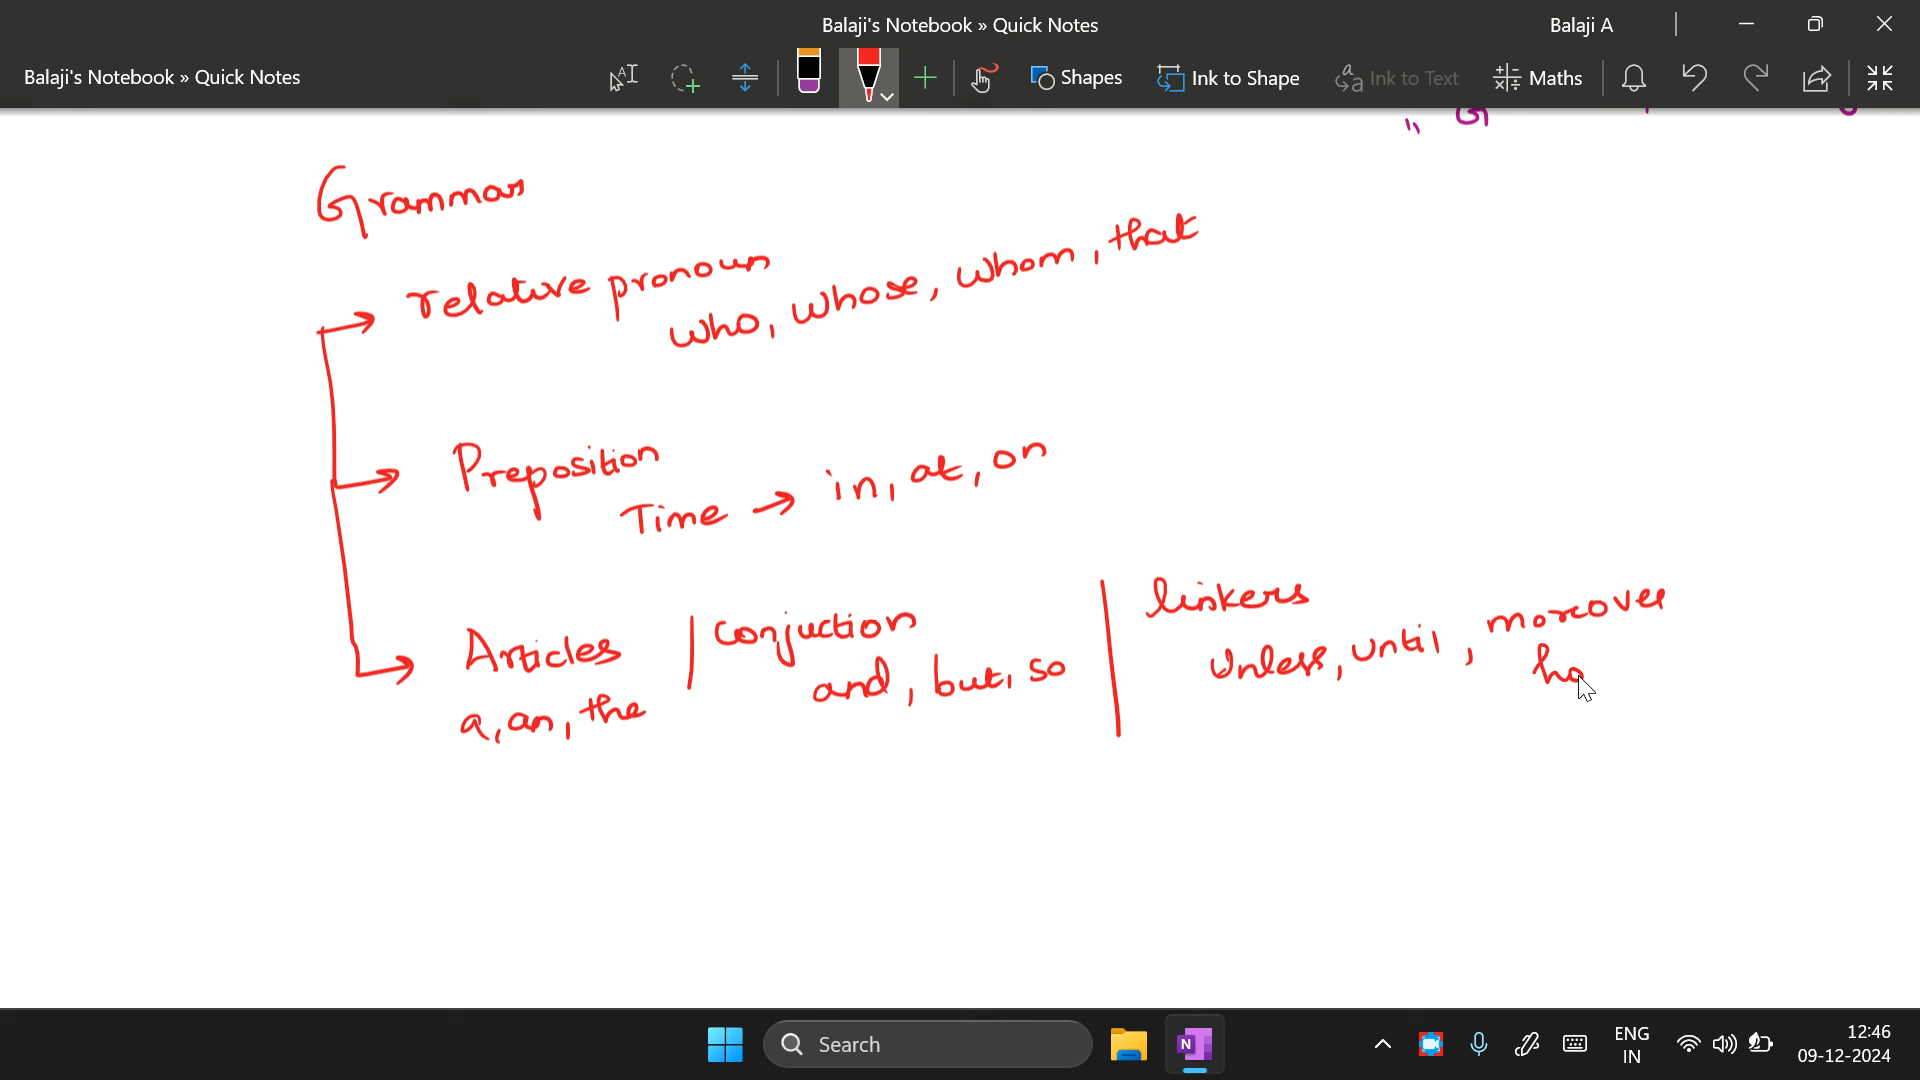 Balaji's Notebook » Quick Notes
Balaji A
Balaji's Notebook » Quick Notes
Shapes
Ink to Shape
Ink to Text
Maths
Grammar
relative pronoun
who, whose, whom, that
Preposition
Time → in, at, on
Articles
a, an, the
conjuction
and, but, so
linkers
Unless, until, moreover
ho
Search
ENG
IN
12:46
09-12-2024